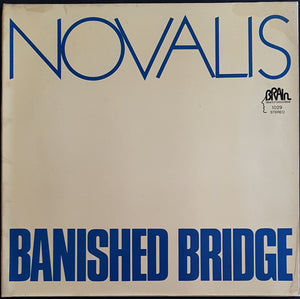 NOVALIS
BRAIN
1029
STEREO
BANISHED BRIDGE